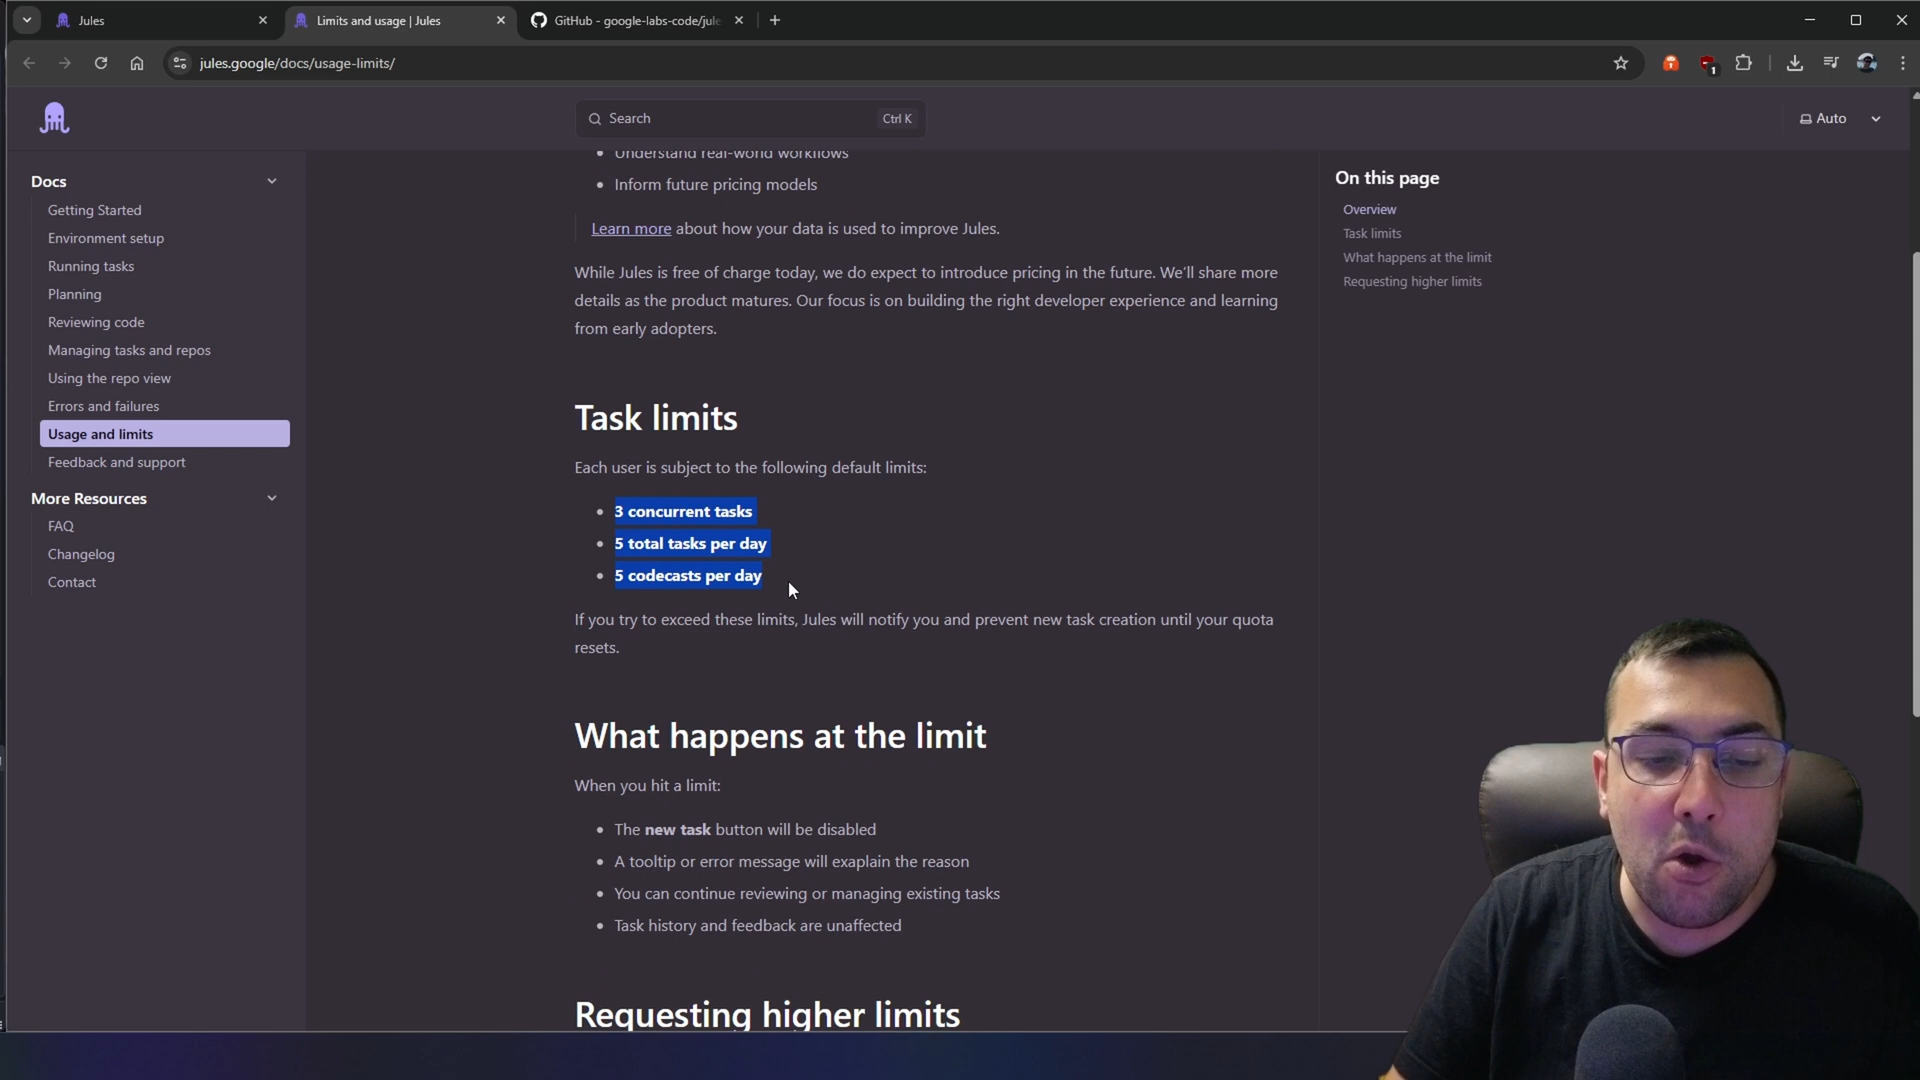 Jules
Limits and usage | Jules
GitHub - google-labs-code/jule
jules.google/docs/usage-limits/
1
Search
Ctrl K
Auto
Docs
Getting Started
Environment setup
Running tasks
Planning
Reviewing code
Managing tasks and repos
Using the repo view
Errors and failures
Usage and limits
Feedback and support
More Resources
FAQ
Changelog
Contact
Understand real-world workflows
Inform future pricing models
Learn more about how your data is used to improve Jules.
While Jules is free of charge today, we do expect to introduce pricing in the future. We'll share more
details as the product matures. Our focus is on building the right developer experience and learning
from early adopters.
Task limits
Each user is subject to the following default limits:
3 concurrent tasks
5 total tasks per day
5 codecasts per day
If you try to exceed these limits, Jules will notify you and prevent new task creation until your quota
resets.
What happens at the limit
When you hit a limit:
The new task button will be disabled
A tooltip or error message will exaplain the reason
You can continue reviewing or managing existing tasks
Task history and feedback are unaffected
Requesting higher limits
On this page
Overview
Task limits
What happens at the limit
Requesting higher limits